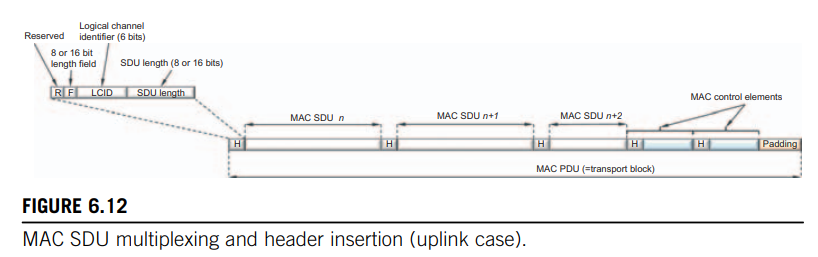 Logical channel
identifier (6 bits)
Reserved
8 or 16 bit
length field
SDU length (8 or 16 bits)
R F LCID SDU length
MAC control elements
MAC SDU n
MAC SDU n+1
MAC SDU n+2
H H H H H Padding
MAC PDU (=transport block)
FIGURE 6.12
MAC SDU multiplexing and header insertion (uplink case).